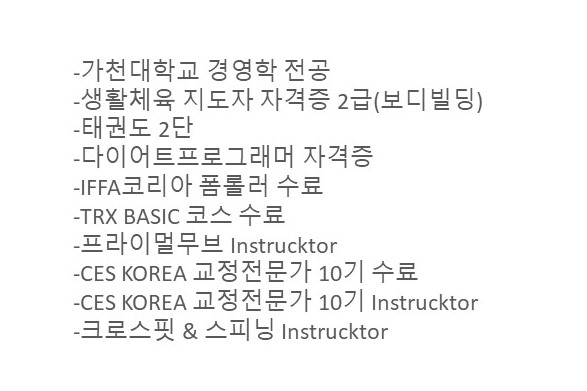 -가천대학교 경영학 전공
-생활체육 지도자 자격증 2급(보디빌딩)
-태권도 2단
-다이어트프로그래머 자격증
-IFFA코리아 폼롤러 수료
-TRX BASIC 코스 수료
-프라이멀무브 Instrucktor
-CES KOREA 교정전문가 10기 수료
-CES KOREA 교정전문가 10기 Instrucktor
-크로스핏 & 스피닝 Instrucktor